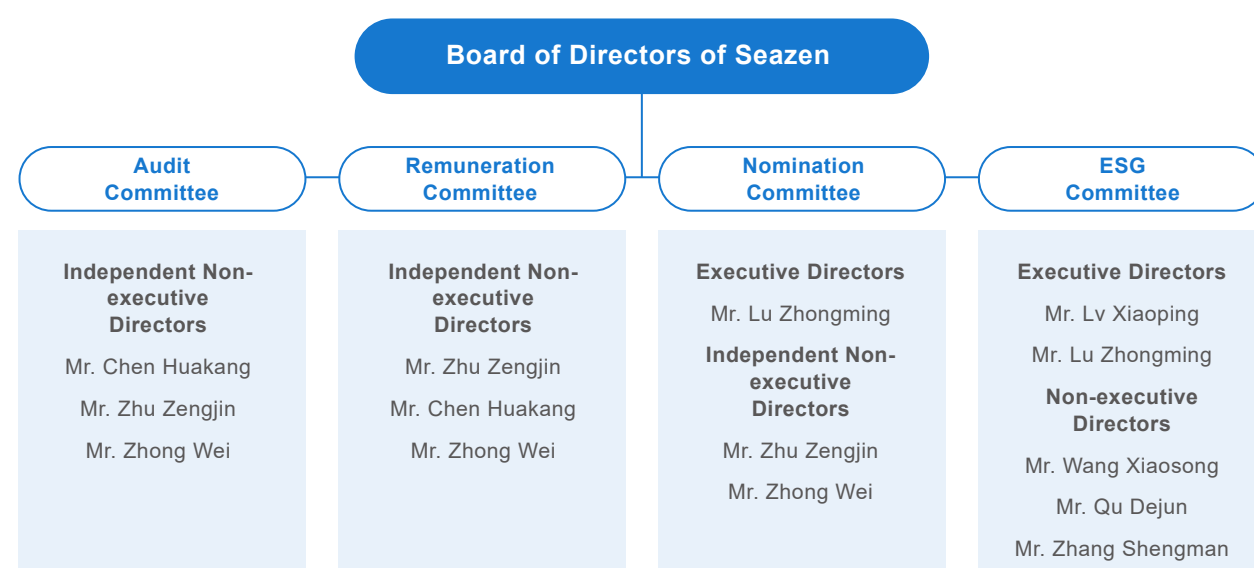 Board of Directors of Seazen
Audit
Committee
Remuneration
Committee
Nomination
Committee
ESG
Committee
Independent Non-
executive
Directors
Mr. Chen Huakang
Mr. Zhu Zengjin
Mr. Zhong Wei
Independent Non-
executive
Directors
Mr. Zhu Zengjin
Mr. Chen Huakang
Mr. Zhong Wei
Executive Directors
Mr. Lu Zhongming
Independent Non-
executive
Directors
Mr. Zhu Zengjin
Mr. Zhong Wei
Executive Directors
Mr. Lv Xiaoping
Mr. Lu Zhongming
Non-executive
Directors
Mr. Wang Xiaosong
Mr. Qu Dejun
Mr. Zhang Shengman